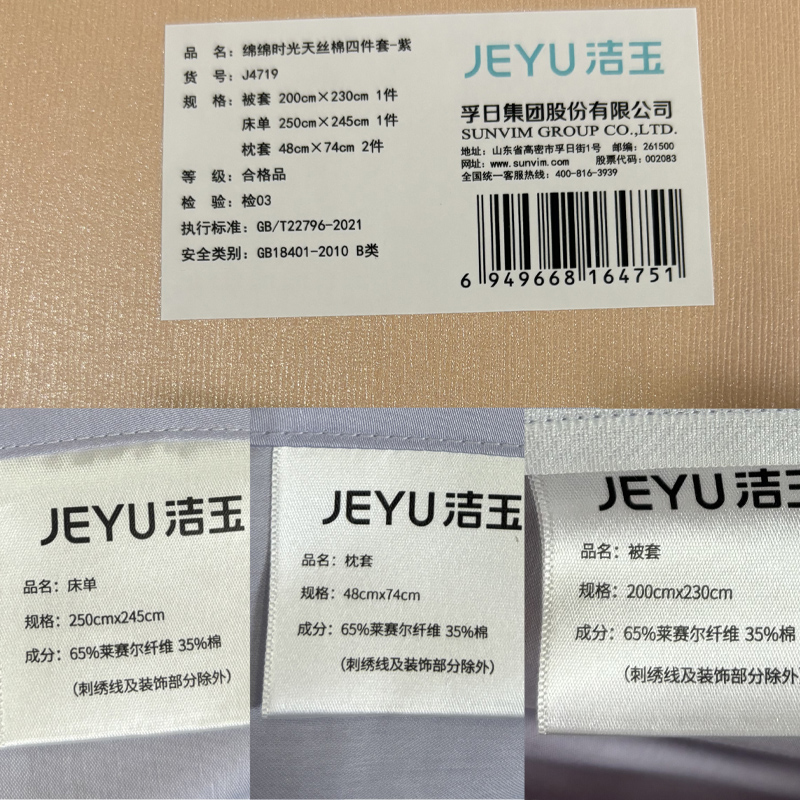 品 名：绵绵时光天丝棉四件套-紫
货 号：J4719
规 格：被套 200cm×230cm 1件
床单 250cm×245cm 1件
枕套 48cm×74cm 2件
等 级：合格品
检 验：检03
执行标准：GB/T22796-2021
安全类别：GB18401-2010 B类
JEYU 洁玉
孚日集团股份有限公司
SUNVIM GROUP CO.,LTD.
地址：山东省高密市孚日街1号 邮编：261500
网址：www.sunvim.com 股票代码：002083
全国统一客服热线：400-816-3939
6 949668 164751
JEYU 洁玉
品名：床单
规格：250cmx245cm
成分：65%莱赛尔纤维 35%棉
（刺绣线及装饰部分除外）
JEYU 洁玉
品名：枕套
规格：48cmx74cm
成分：65%莱赛尔纤维 35%棉
（刺绣线及装饰部分除外）
JEYU 洁玉
品名：被套
规格：200cmx230cm
成分：65%莱赛尔纤维 35%棉
（刺绣线及装饰部分除外